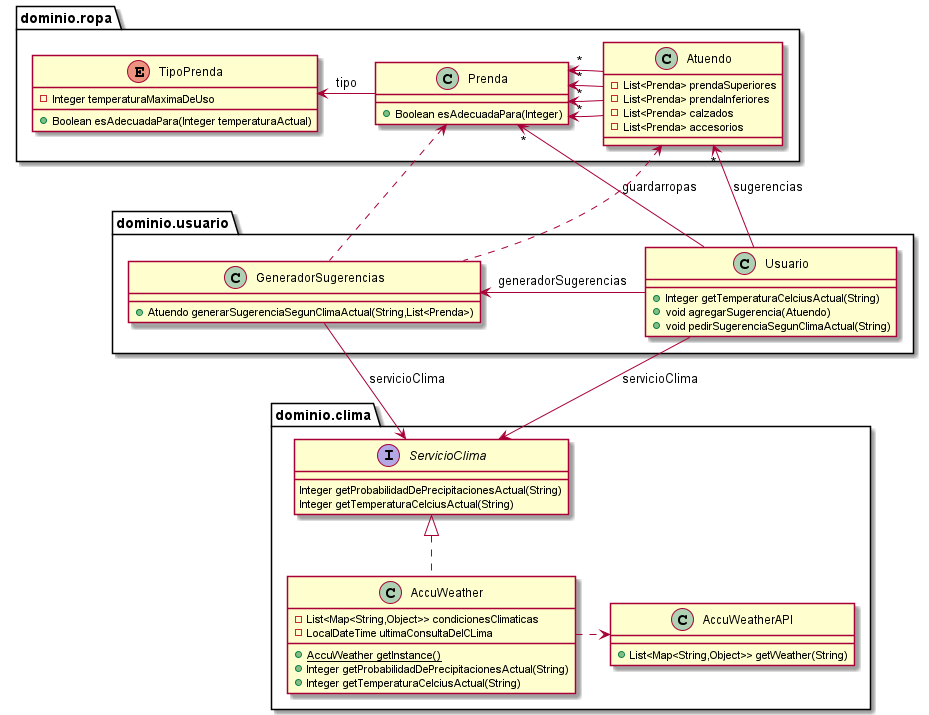 dominio.ropa
E TipoPrenda
Integer temperaturaMaximaDeUso
Boolean esAdecuadaPara(Integer temperaturaActual)
tipo
C Prenda
Boolean esAdecuadaPara(Integer)
*
*
*
*
C Atuendo
List<Prenda> prendaSuperiores
List<Prenda> prendaInferiores
List<Prenda> calzados
List<Prenda> accesorios
*
*
guardarropas
sugerencias
dominio.usuario
C GeneradorSugerencias
Atuendo generarSugerenciaSegunClimaActual(String,List<Prenda>)
generadorSugerencias
C Usuario
Integer getTemperaturaCelciusActual(String)
void agregarSugerencia(Atuendo)
void pedirSugerenciaSegunClimaActual(String)
servicioClima
servicioClima
dominio.clima
I ServicioClima
Integer getProbabilidadDePrecipitacionesActual(String)
Integer getTemperaturaCelciusActual(String)
C AccuWeather
List<Map<String,Object>> condicionesClimaticas
LocalDateTime ultimaConsultaDelCLima
AccuWeather getInstance()
Integer getProbabilidadDePrecipitacionesActual(String)
Integer getTemperaturaCelciusActual(String)
C AccuWeatherAPI
List<Map<String,Object>> getWeather(String)